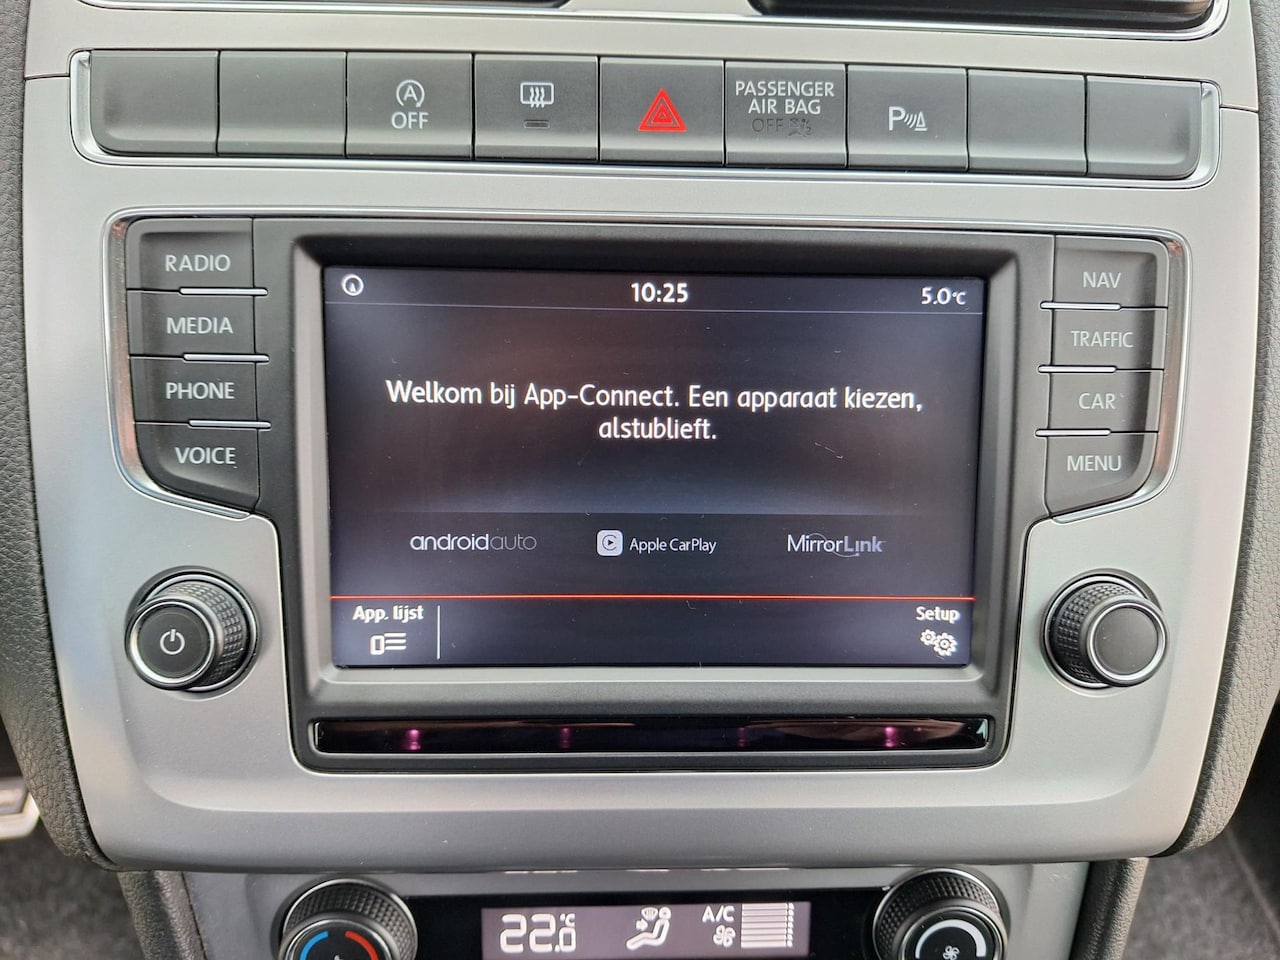 A
OFF
PASSENGER
AIR BAG
OFF
P
RADIO
MEDIA
PHONE
VOICE
NAV
TRAFFIC
CAR
MENU
10:25
5.0°C
Welkom bij App-Connect. Een apparaat kiezen,
alstublieft.
androidauto
Apple CarPlay
MirrorLink
App. lijst
Setup
22.0°C
A/C